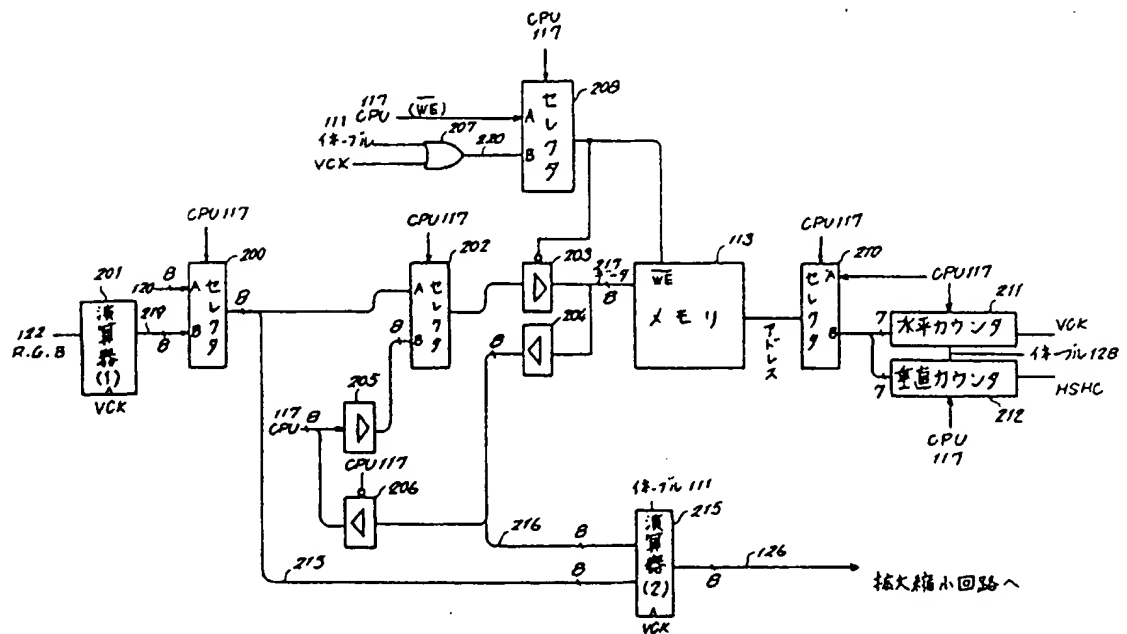 CPU
117
208
セレクタ
A
B
117
CPU (WE)
111
イネーブル
207
220
VCK
CPU117
200
セレクタ
A
B
201
演算器(1)
120
8
219
8
122
R.G.B
VCK
8
CPU117
202
セレクタ
A
B
8
203
217
データ
8
204
8
205
117
CPU
8
CPU117
206
113
WE
メモリ
アドレス
CPU117
210
セレクタ
A
B
CPU117
211
7
水平カウンタ
VCK
イネーブル128
7
垂直カウンタ
HSHC
212
CPU
117
イネーブル111
215
演算器(2)
216
8
215
8
126
8
VCK
拡大縮小回路へ